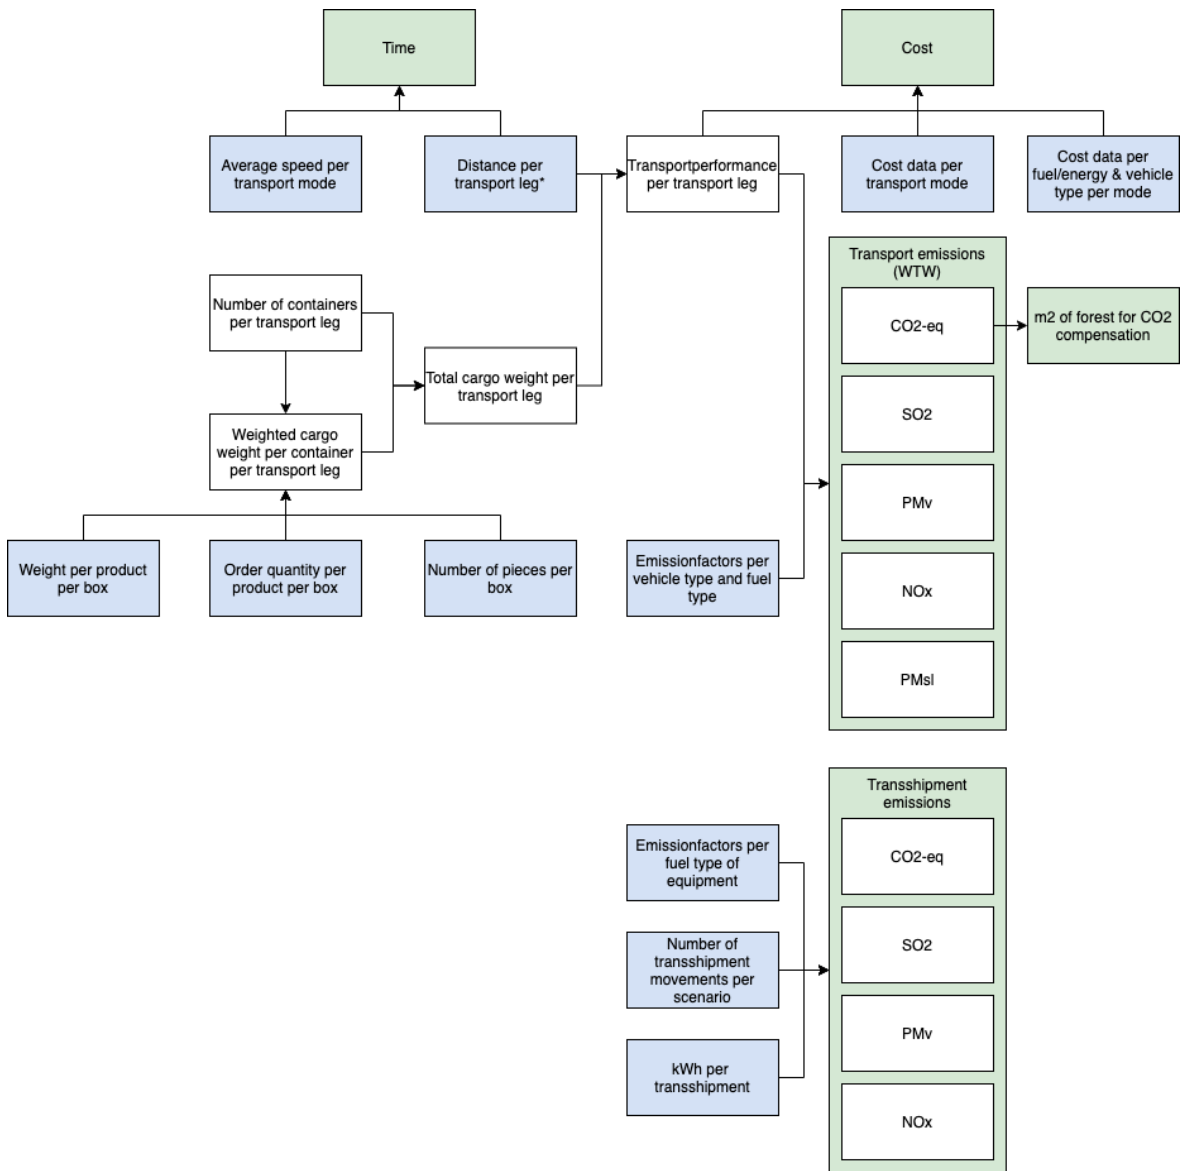 Time
Cost
Average speed per
transport mode
Distance per
transport leg*
Transportperformance
per transport leg
Cost data per
transport mode
Cost data per
fuel/energy & vehicle
type per mode
Transport emissions
(WTW)
Number of containers
per transport leg
CO2-eq
m2 of forest for CO2
compensation
Total cargo weight per
transport leg
SO2
Weighted cargo
weight per container
per transport leg
PMv
Weight per product
per box
Order quantity per
product per box
Number of pieces per
box
Emissionfactors per
vehicle type and fuel
type
NOx
PMsl
Transshipment
emissions
Emissionfactors per
fuel type of
equipment
CO2-eq
Number of
transshipment
movements per
scenario
SO2
kWh per
transshipment
PMv
NOx